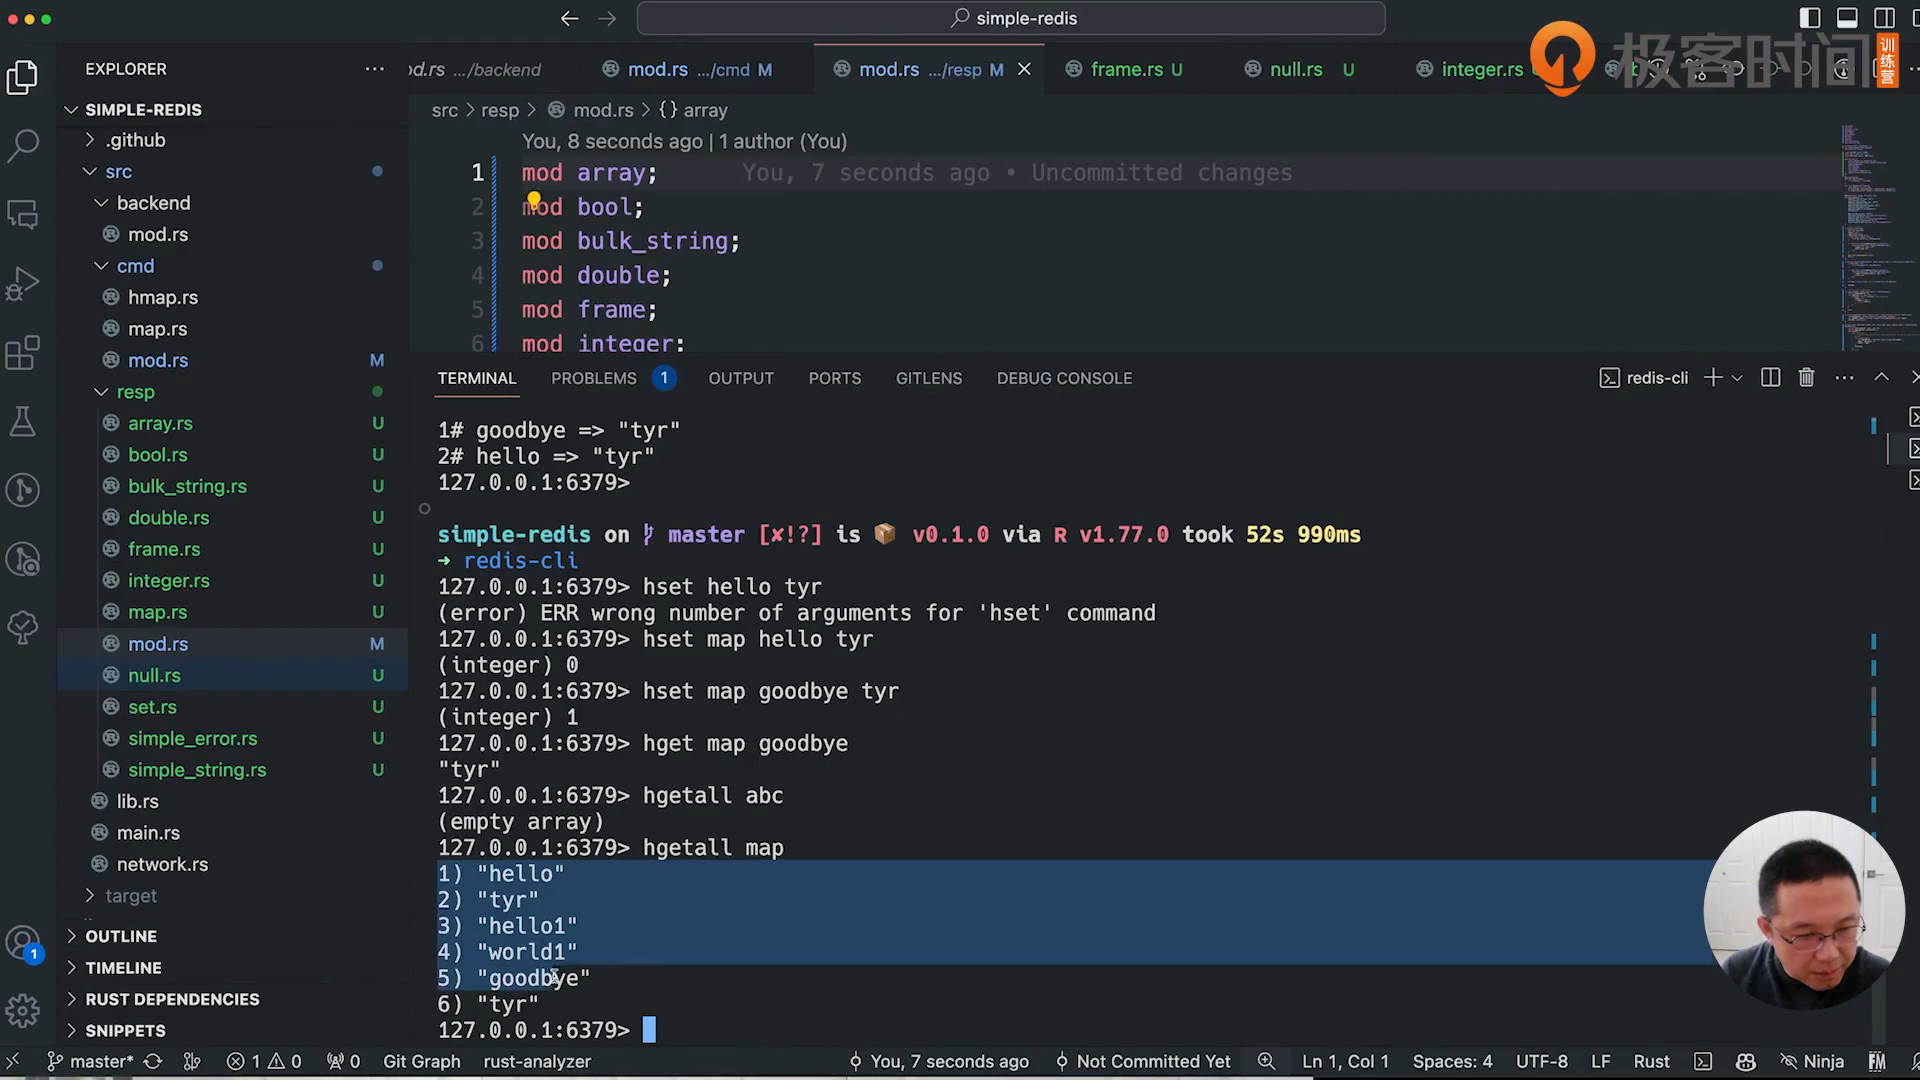 simple-redis
极客时间 训练营
EXPLORER
mod.rs .../cmd M
mod.rs .../resp M
frame.rs U
null.rs U
integer.rs
SIMPLE-REDIS
.github
src
backend
mod.rs
cmd
hmap.rs
map.rs
mod.rs M
resp
array.rs U
bool.rs U
bulk_string.rs U
double.rs U
frame.rs U
integer.rs U
map.rs U
mod.rs M
null.rs U
set.rs U
simple_error.rs U
simple_string.rs U
lib.rs
main.rs
network.rs
target
OUTLINE
TIMELINE
RUST DEPENDENCIES
SNIPPETS
src > resp > mod.rs > {} array
You, 8 seconds ago | 1 author (You)
1 mod array; You, 7 seconds ago • Uncommitted changes
2 mod bool;
3 mod bulk_string;
4 mod double;
5 mod frame;
6 mod integer;
TERMINAL PROBLEMS 1 OUTPUT PORTS GITLENS DEBUG CONSOLE redis-cli
1# goodbye => "tyr"
2# hello => "tyr"
127.0.0.1:6379>
simple-redis on master [✘!?] is 📦 v0.1.0 via R v1.77.0 took 52s 990ms
➜ redis-cli
127.0.0.1:6379> hset hello tyr
(error) ERR wrong number of arguments for 'hset' command
127.0.0.1:6379> hset map hello tyr
(integer) 0
127.0.0.1:6379> hset map goodbye tyr
(integer) 1
127.0.0.1:6379> hget map goodbye
"tyr"
127.0.0.1:6379> hgetall abc
(empty array)
127.0.0.1:6379> hgetall map
1) "hello"
2) "tyr"
3) "hello1"
4) "world1"
5) "goodbye"
6) "tyr"
127.0.0.1:6379>
1
master* 1 0 0 Git Graph rust-analyzer You, 7 seconds ago Not Committed Yet Ln 1, Col 1 Spaces: 4 UTF-8 LF Rust Ninja